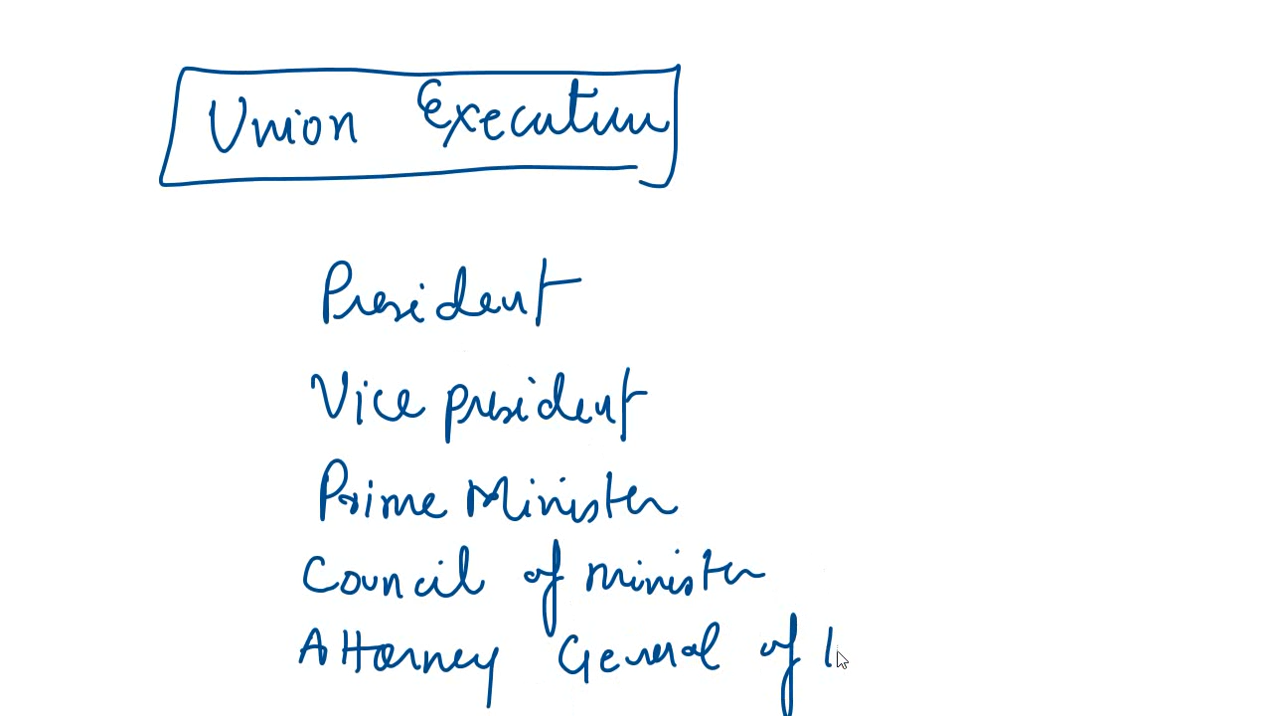 Union Executive
President
Vice president
Prime Minister
Council of minister
Attorney General of I